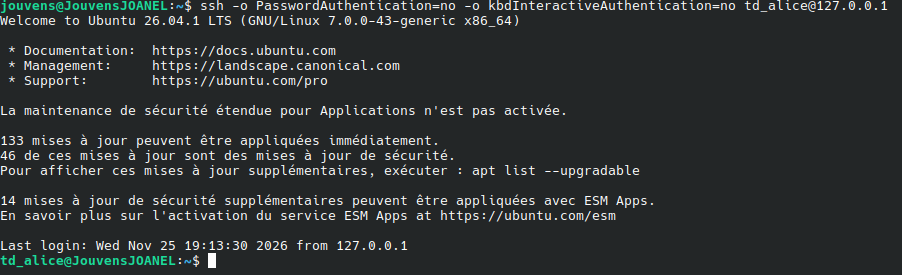 jouvens@JouvensJOANEL:~$ ssh -o PasswordAuthentication=no -o kbdInteractiveAuthentication=no td_alice@127.0.0.1
Welcome to Ubuntu 26.04.1 LTS (GNU/Linux 7.0.0-43-generic x86_64)

 * Documentation:  https://docs.ubuntu.com
 * Management:     https://landscape.canonical.com
 * Support:        https://ubuntu.com/pro

La maintenance de sécurité étendue pour Applications n'est pas activée.

133 mises à jour peuvent être appliquées immédiatement.
46 de ces mises à jour sont des mises à jour de sécurité.
Pour afficher ces mises à jour supplémentaires, exécuter : apt list --upgradable

14 mises à jour de sécurité supplémentaires peuvent être appliquées avec ESM Apps.
En savoir plus sur l'activation du service ESM Apps at https://ubuntu.com/esm

Last login: Wed Nov 25 19:13:30 2026 from 127.0.0.1
td_alice@JouvensJOANEL:~$